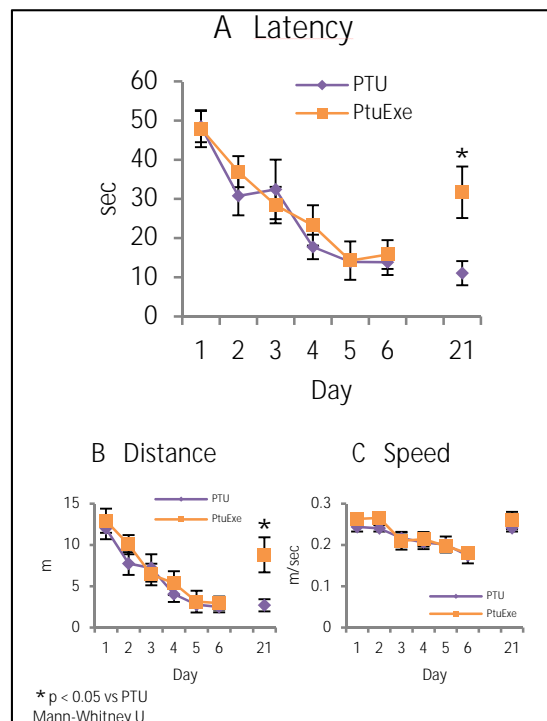 A Latency
PTU
PtuExe
60
50
40
30
20
10
0
sec
*
1 2 3 4 5 6 21
Day
B Distance
PTU
PtuExe
15
10
5
0
m
*
1 2 3 4 5 6 21
Day
C Speed
0.3
0.2
0.1
0
m/sec
PTU
PtuExe
1 2 3 4 5 6 21
Day
* p < 0.05 vs PTU
Mann-Whitney U